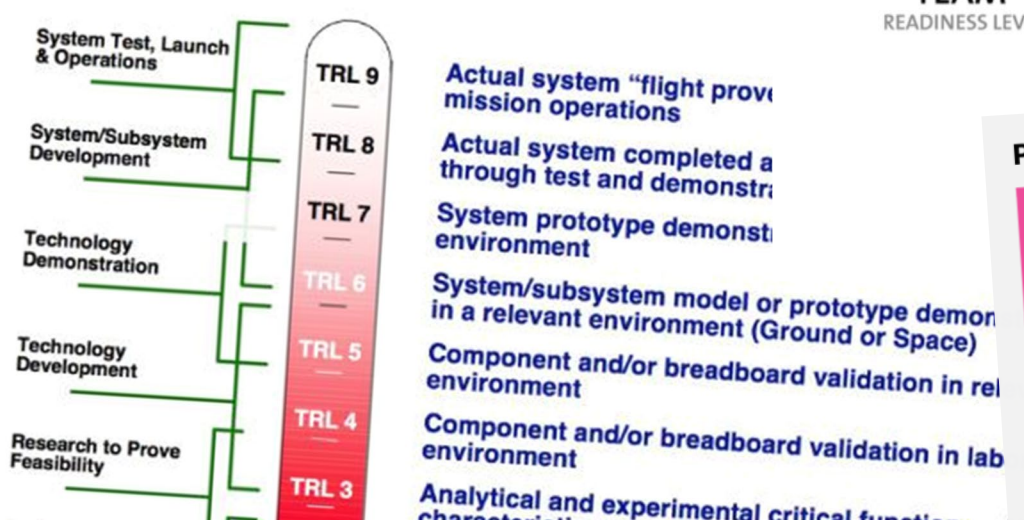 READINESS LEV
System Test, Launch
& Operations
System/Subsystem
Development
Technology
Demonstration
Technology
Development
Research to Prove
Feasibility
TRL 9
TRL 8
TRL 7
TRL 6
TRL 5
TRL 4
TRL 3
Actual system “flight prove
mission operations
Actual system completed a
through test and demonstra
System prototype demonst
environment
System/subsystem model or prototype demon
in a relevant environment (Ground or Space)
Component and/or breadboard validation in rel
environment
Component and/or breadboard validation in lab
environment
Analytical and experimental critical
P